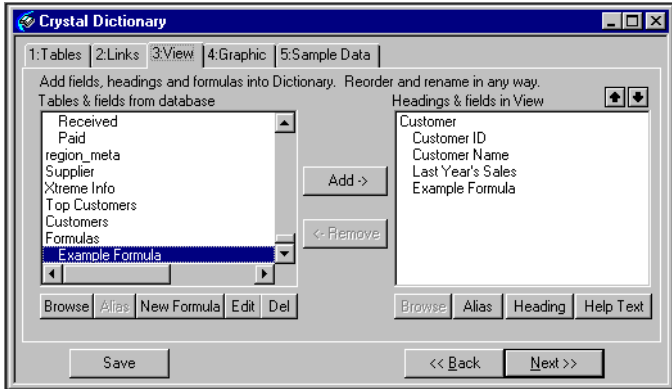 Crystal Dictionary
1:Tables 2:Links 3:View 4:Graphic 5:Sample Data
Add fields, headings and formulas into Dictionary. Reorder and rename in any way.
Tables & fields from database
Headings & fields in View
Received
Paid
region_meta
Supplier
Xtreme Info
Top Customers
Customers
Formulas
Example Formula
Add ->
<- Remove
Customer
Customer ID
Customer Name
Last Year's Sales
Example Formula
Browse Alias New Formula Edit Del
Browse Alias Heading Help Text
Save
<< Back Next >>